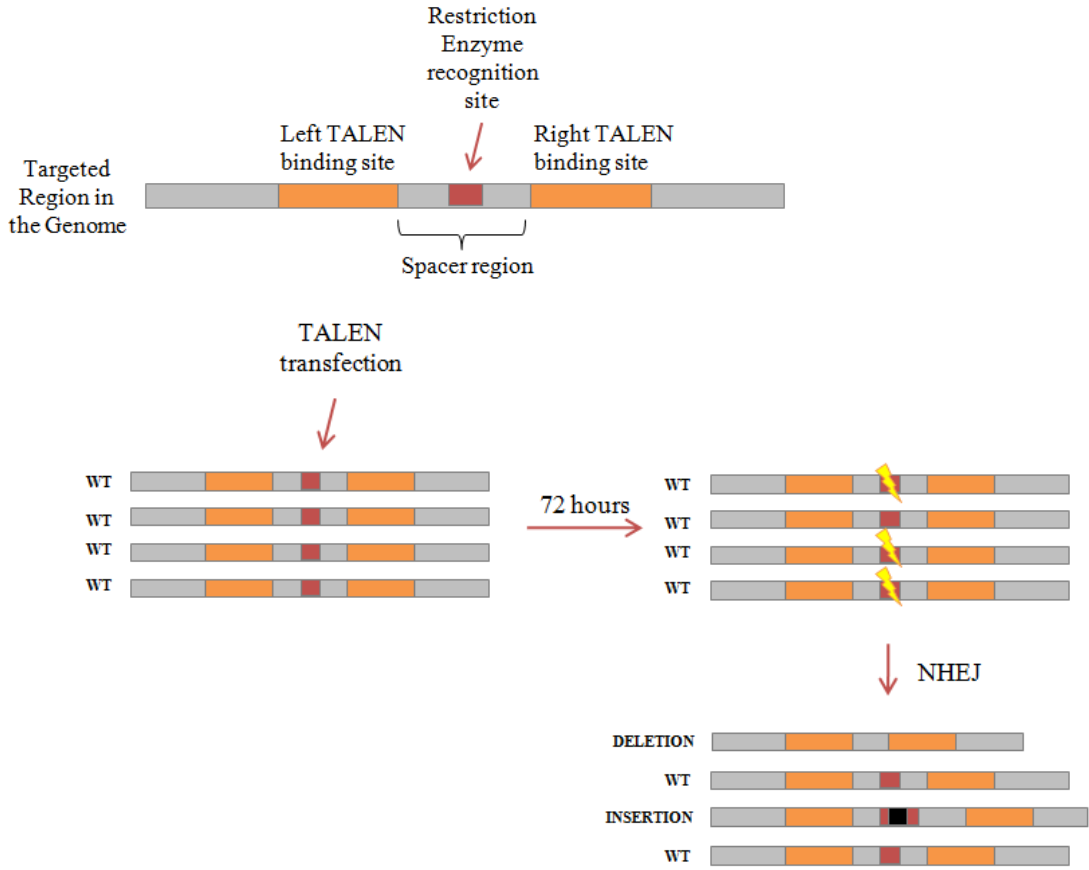 Restriction
Enzyme
recognition
site
Left TALEN
binding site
Right TALEN
binding site
Targeted
Region in
the Genome
Spacer region
TALEN
transfection
WT
WT
WT
WT
72 hours
WT
WT
WT
WT
NHEJ
DELETION
WT
INSERTION
WT